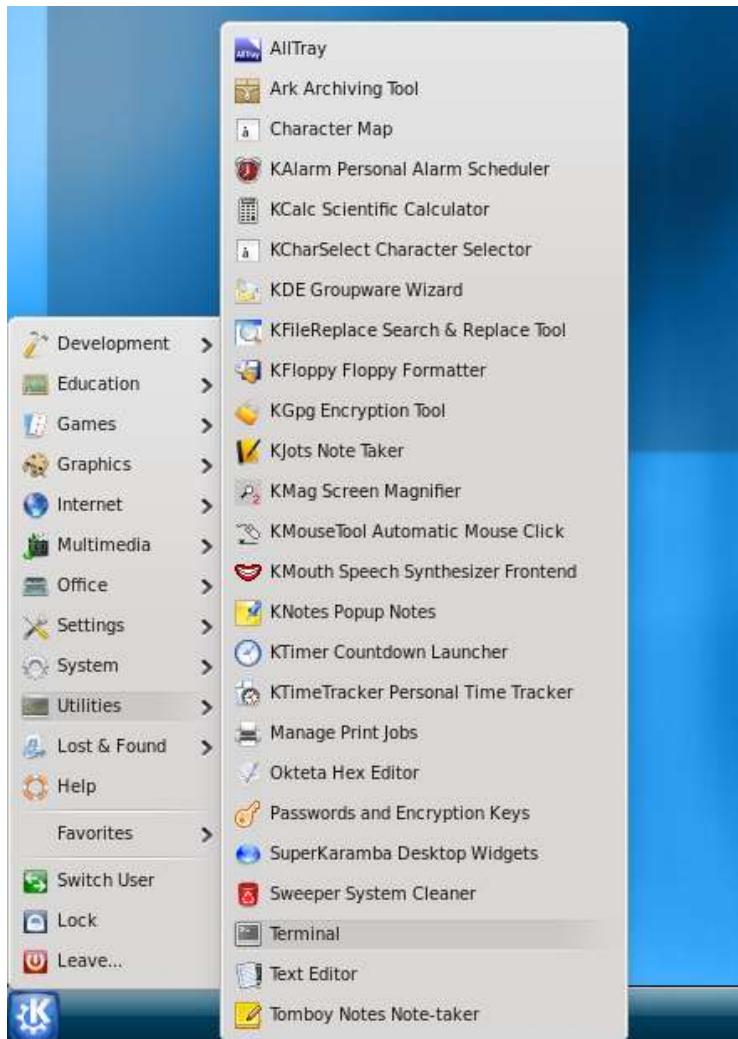 AllTray
Ark Archiving Tool
Character Map
KAlarm Personal Alarm Scheduler
KCalc Scientific Calculator
KCharSelect Character Selector
KDE Groupware Wizard
KFileReplace Search & Replace Tool
KFloppy Floppy Formatter
KGpg Encryption Tool
KJots Note Taker
KMag Screen Magnifier
KMouseTool Automatic Mouse Click
KMouth Speech Synthesizer Frontend
KNotes Popup Notes
KTimer Countdown Launcher
KTimeTracker Personal Time Tracker
Manage Print Jobs
Okteta Hex Editor
Passwords and Encryption Keys
SuperKaramba Desktop Widgets
Sweeper System Cleaner
Terminal
Text Editor
Tomboy Notes Note-taker
Development
Education
Games
Graphics
Internet
Multimedia
Office
Settings
System
Utilities
Lost & Found
Help
Favorites
Switch User
Lock
Leave...